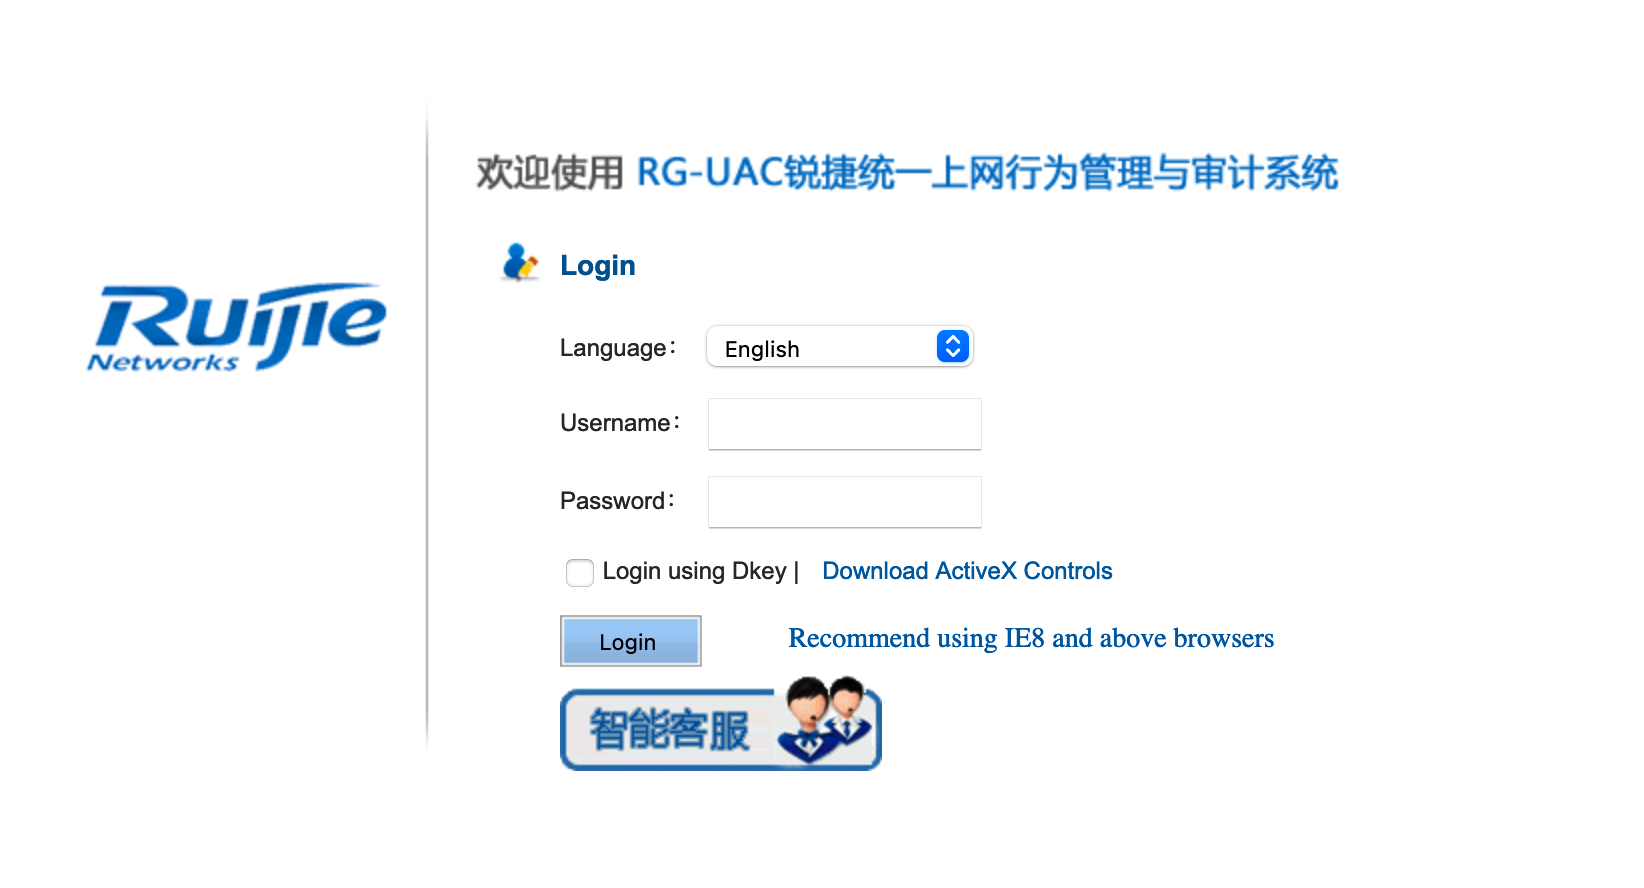 Ruijie
Networks
欢迎使用 RG-UAC锐捷统一上网行为管理与审计系统
Login
Language：
English
Username：
Password：
Login using Dkey | Download ActiveX Controls
Login
Recommend using IE8 and above browsers
智能客服